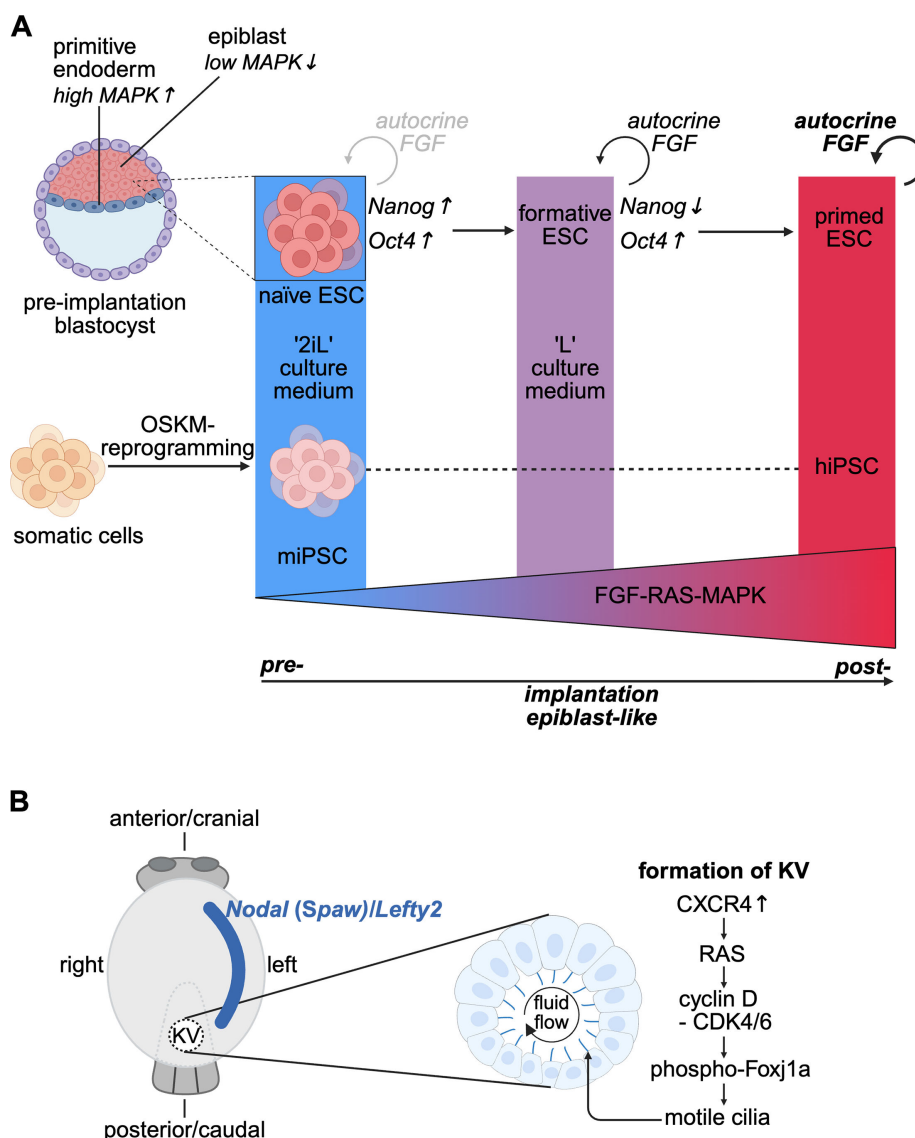 A
primitive
endoderm
high MAPK ↑
epiblast
low MAPK ↓
pre-implantation
blastocyst
autocrine
FGF
Nanog ↑
Oct4 ↑
naïve ESC
'2iL'
culture
medium
autocrine
FGF
formative
ESC
Nanog ↓
Oct4 ↑
'L'
culture
medium
autocrine
FGF
primed
ESC
OSKM-
reprogramming
somatic cells
miPSC
hiPSC
FGF-RAS-MAPK
pre-
post-
implantation
epiblast-like
B
anterior/cranial
Nodal (Spaw)/Lefty2
right
left
KV
posterior/caudal
fluid
flow
formation of KV
CXCR4 ↑
RAS
cyclin D
- CDK4/6
phospho-Foxj1a
motile cilia